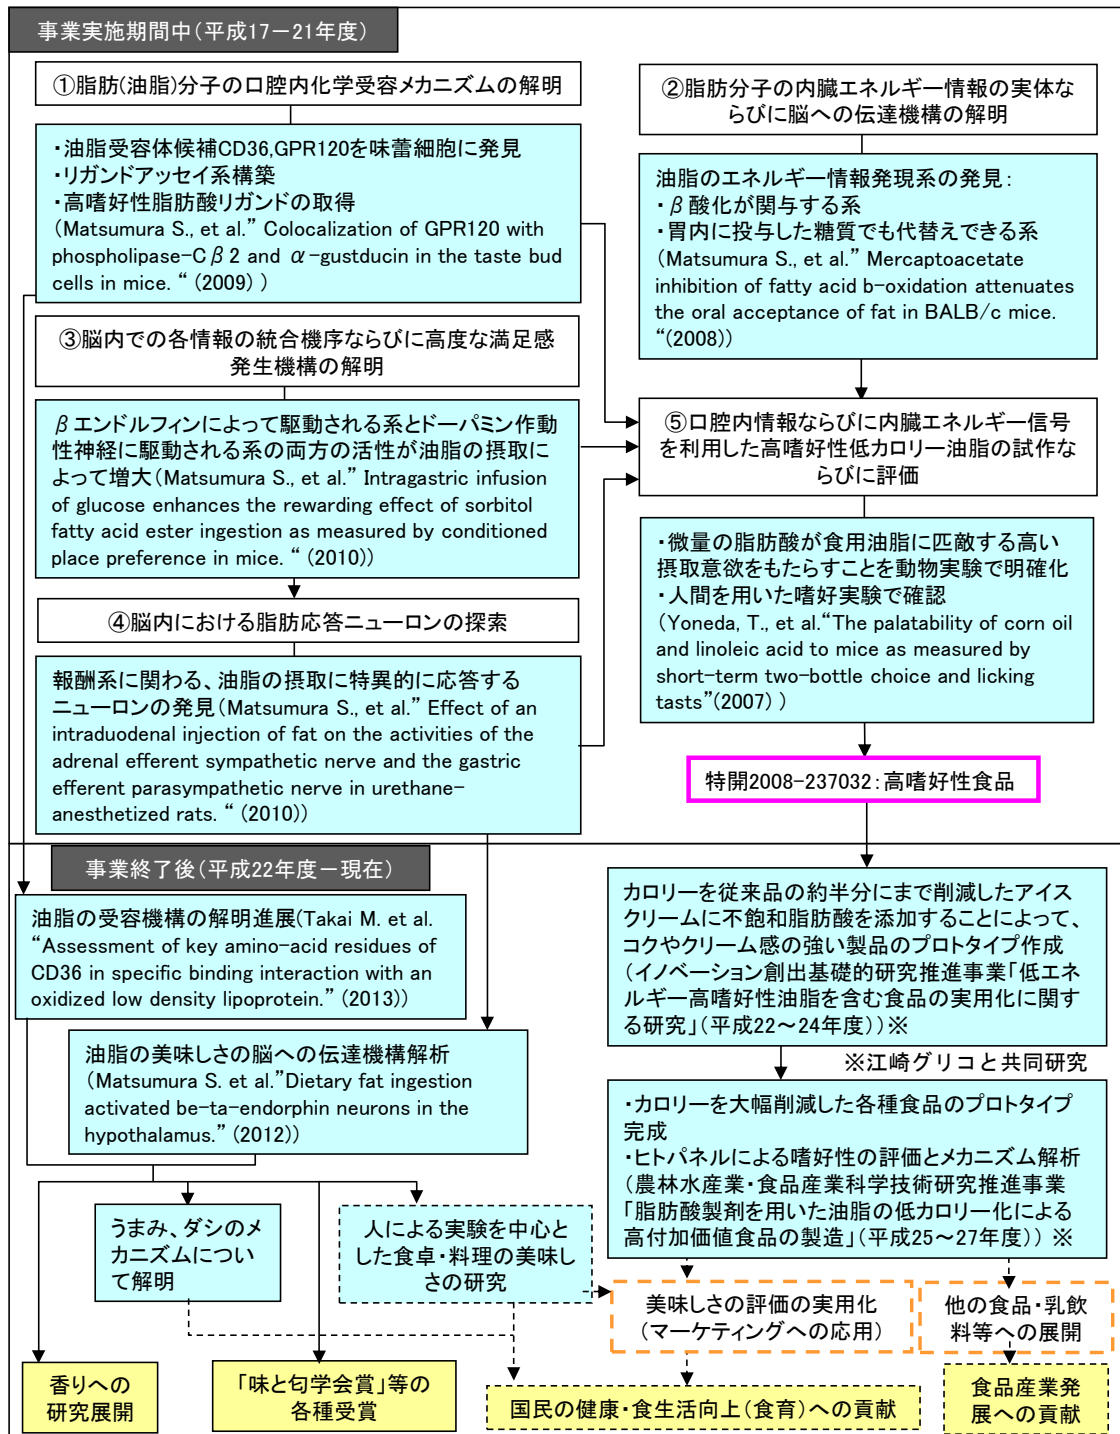 事業実施期間中(平成17－21年度)
①脂肪(油脂)分子の口腔内化学受容メカニズムの解明
・油脂受容体候補CD36,GPR120を味蕾細胞に発見
・リガンドアッセイ系構築
・高嗜好性脂肪酸リガンドの取得
(Matsumura S., et al.” Colocalization of GPR120 with
phospholipase-Cβ2 and α-gustducin in the taste bud
cells in mice. “ (2009) )
②脂肪分子の内臓エネルギー情報の実体な
らびに脳への伝達機構の解明
油脂のエネルギー情報発現系の発見：
・β酸化が関与する系
・胃内に投与した糖質でも代替えできる系
(Matsumura S., et al.” Mercaptoacetate
inhibition of fatty acid b-oxidation attenuates
the oral acceptance of fat in BALB/c mice.
“(2008))
③脳内での各情報の統合機序ならびに高度な満足感
発生機構の解明
βエンドルフィンによって駆動される系とドーパミン作動
性神経に駆動される系の両方の活性が油脂の摂取に
よって増大(Matsumura S., et al.” Intragastric infusion
of glucose enhances the rewarding effect of sorbitol
fatty acid ester ingestion as measured by conditioned
place preference in mice. “ (2010))
④脳内における脂肪応答ニューロンの探索
報酬系に関わる、油脂の摂取に特異的に応答する
ニューロンの発見(Matsumura S., et al.” Effect of an
intraduodenal injection of fat on the activities of the
adrenal efferent sympathetic nerve and the gastric
efferent parasympathetic nerve in urethane-
anesthetized rats. “ (2010))
⑤口腔内情報ならびに内臓エネルギー信号
を利用した高嗜好性低カロリー油脂の試作な
らびに評価
・微量の脂肪酸が食用油脂に匹敵する高い
摂取意欲をもたらすことを動物実験で明確化
・人間を用いた嗜好実験で確認
(Yoneda, T., et al.“The palatability of corn oil
and linoleic acid to mice as measured by
short-term two-bottle choice and licking
tasts”(2007) )
特開2008-237032：高嗜好性食品
事業終了後(平成22年度－現在)
油脂の受容機構の解明進展(Takai M. et al.
“Assessment of key amino-acid residues of
CD36 in specific binding interaction with an
oxidized low density lipoprotein.” (2013))
油脂の美味しさの脳への伝達機構解析
(Matsumura S. et al.”Dietary fat ingestion
activated be-ta-endorphin neurons in the
hypothalamus.” (2012))
カロリーを従来品の約半分にまで削減したアイス
クリームに不飽和脂肪酸を添加することによって、
コクやクリーム感の強い製品のプロトタイプ作成
(イノベーション創出基礎的研究推進事業「低エネ
ルギー高嗜好性油脂を含む食品の実用化に関す
る研究」(平成22～24年度))※
※江崎グリコと共同研究
・カロリーを大幅削減した各種食品のプロトタイプ
完成
・ヒトパネルによる嗜好性の評価とメカニズム解析
(農林水産業・食品産業科学技術研究推進事業
「脂肪酸製剤を用いた油脂の低カロリー化による
高付加価値食品の製造」(平成25～27年度)) ※
うまみ、ダシのメ
カニズムについ
て解明
人による実験を中心と
した食卓・料理の美味し
さの研究
美味しさの評価の実用化
(マーケティングへの応用)
他の食品・乳飲
料等への展開
香りへの
研究展開
「味と匂学会賞」等の
各種受賞
国民の健康・食生活向上(食育)への貢献
食品産業発
展への貢献